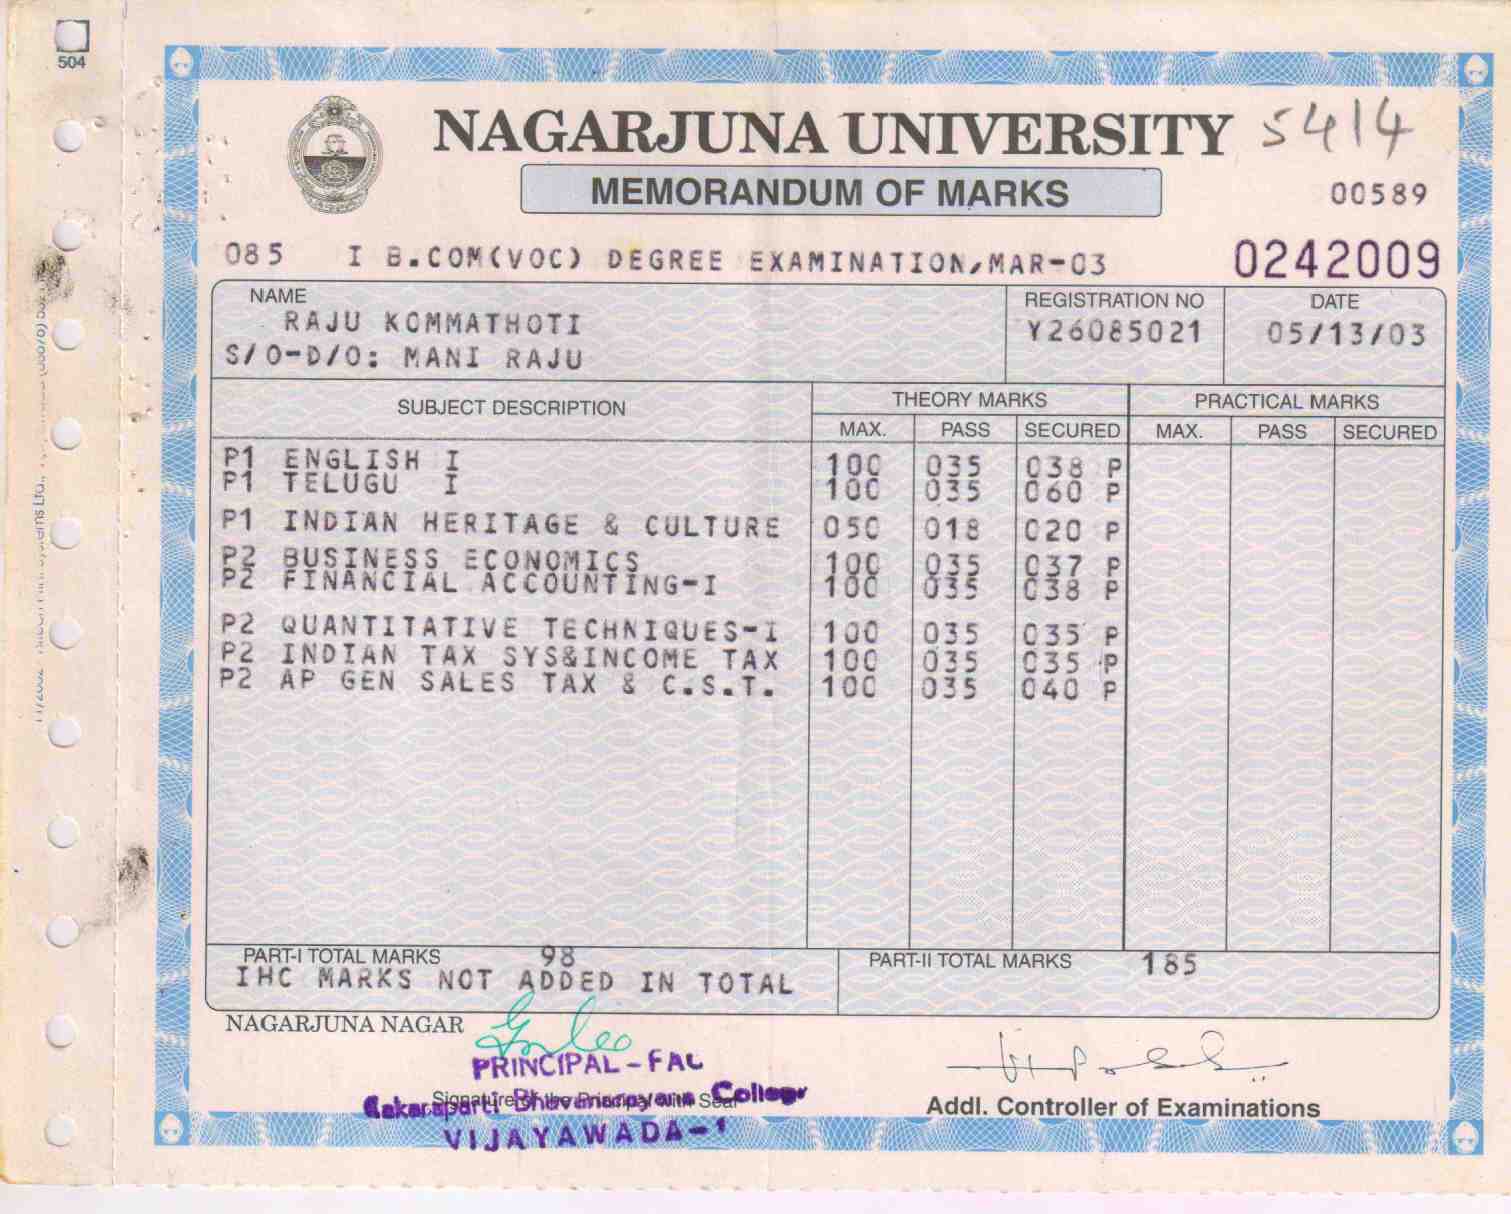 504
NAGARJUNA UNIVERSITY 5414
MEMORANDUM OF MARKS
00589
085 I B.COM(VOC) DEGREE EXAMINATION,MAR-03 0242009
NAME REGISTRATION NO DATE
RAJU KOMMATHOTI Y26085021 05/13/03
S/O-D/O: MANI RAJU
SUBJECT DESCRIPTION THEORY MARKS PRACTICAL MARKS
MAX. PASS SECURED MAX. PASS SECURED
P1 ENGLISH I 100 035 038 P
P1 TELUGU I 100 035 060 P
P1 INDIAN HERITAGE & CULTURE 050 018 020 P
P2 BUSINESS ECONOMICS 100 035 037 P
P2 FINANCIAL ACCOUNTING-I 100 035 038 P
P2 QUANTITATIVE TECHNIQUES-I 100 035 035 P
P2 INDIAN TAX SYS&INCOME TAX 100 035 035 P
P2 AP GEN SALES TAX & C.S.T. 100 035 040 P
PART-I TOTAL MARKS 98 PART-II TOTAL MARKS 185
IHC MARKS NOT ADDED IN TOTAL
NAGARJUNA NAGAR
PRINCIPAL-FAC
Signature of the Principal with Seal
Kakaraparti Bhavanarayana College
VIJAYAWADA-1
Addl. Controller of Examinations
11/2002